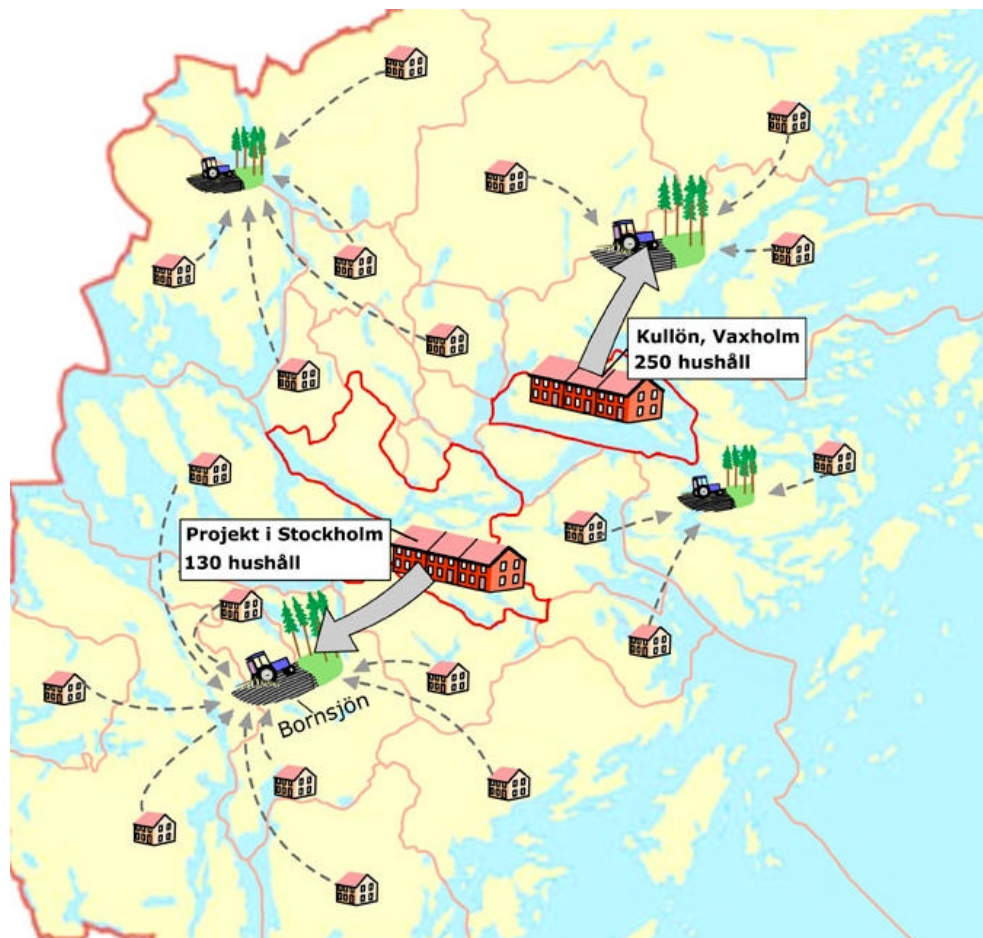 Kullön, Vaxholm
250 hushåll
Projekt i Stockholm
130 hushåll
Bornsjön